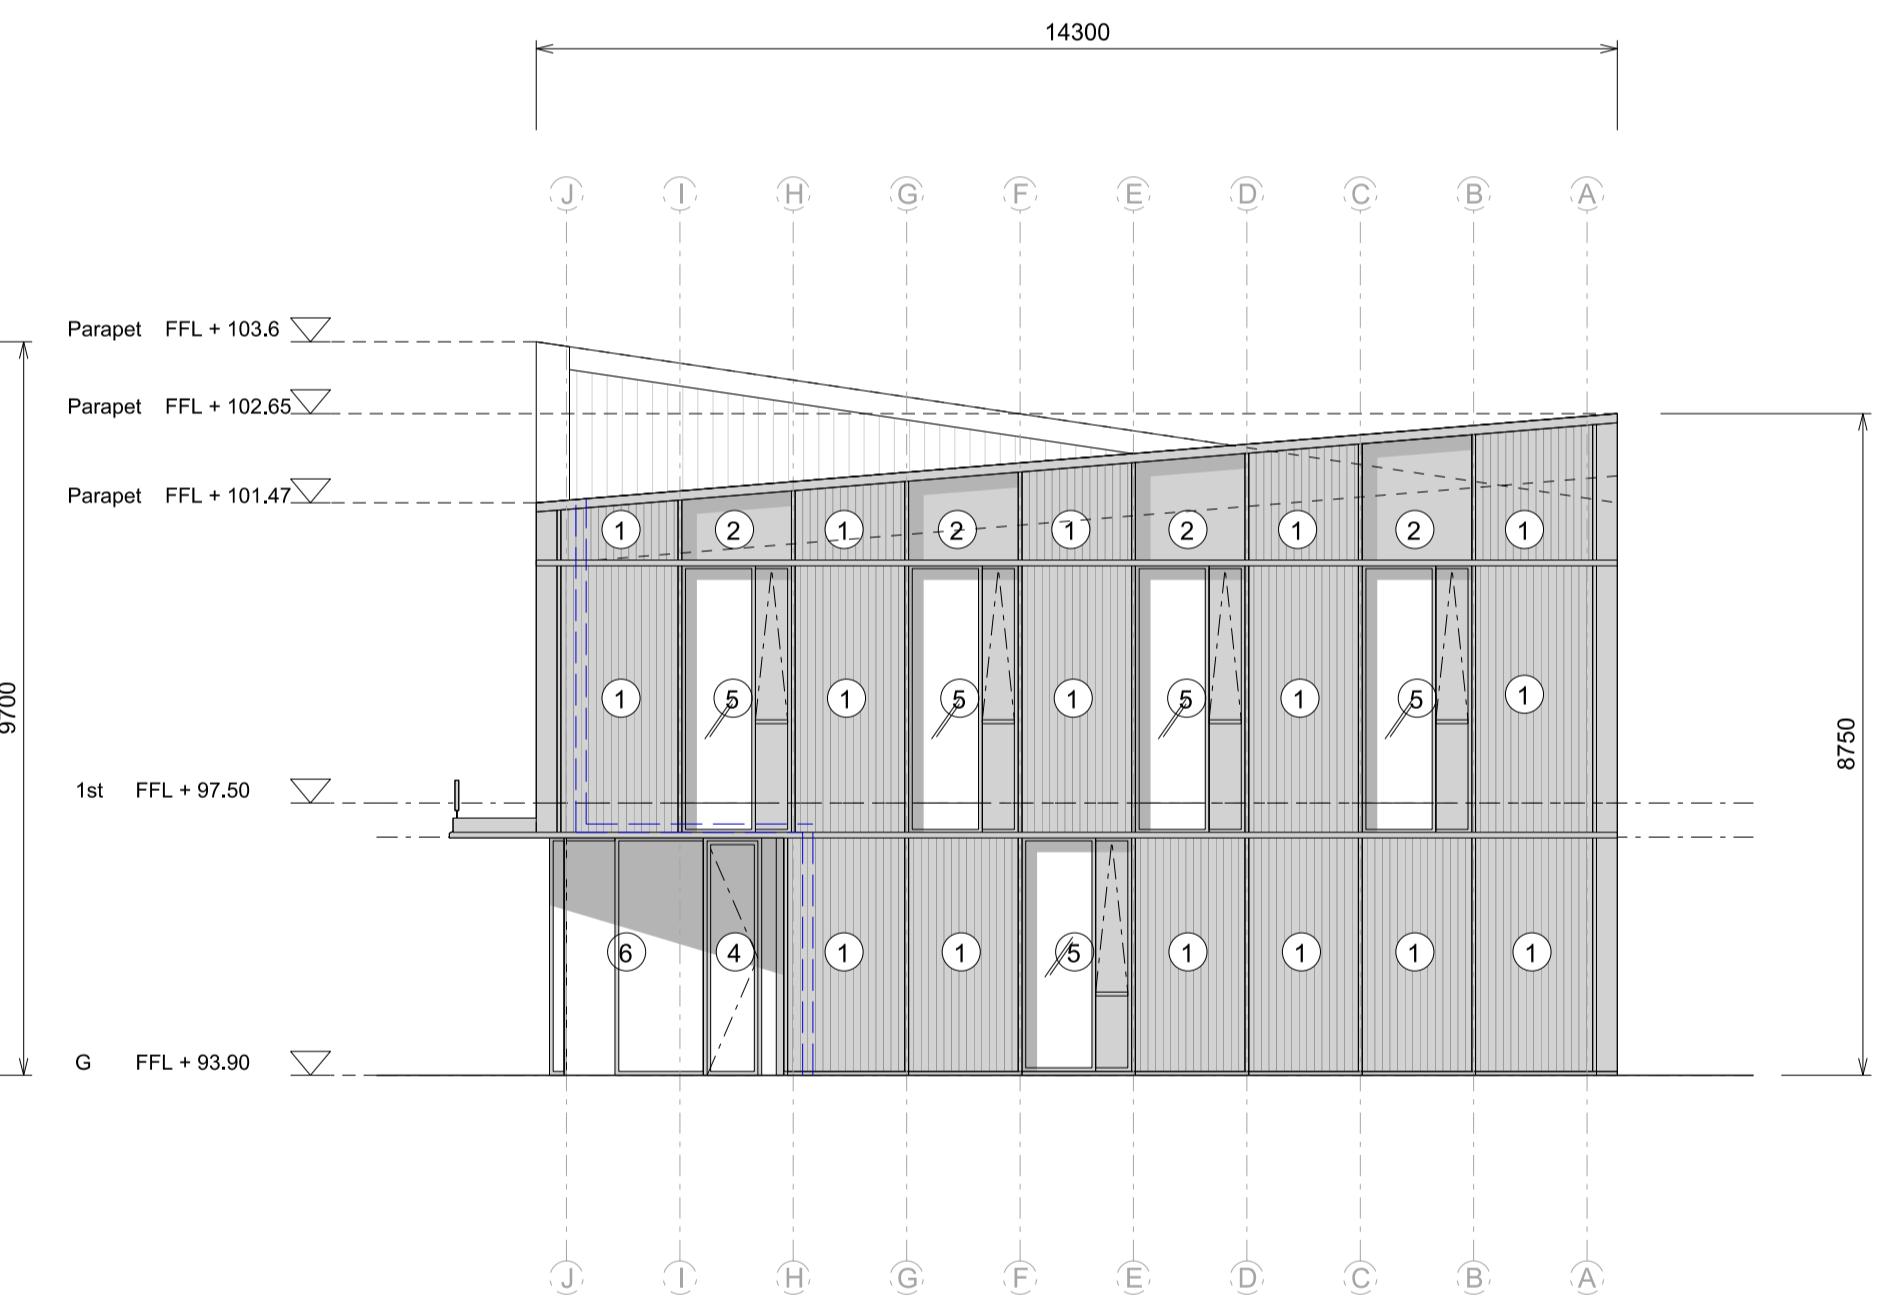 14300
J I H G F E D C B A
Parapet FFL + 103.6
Parapet FFL + 102.65
Parapet FFL + 101.47
1 2 1 2 1 2 1 2 1
1 5 1 5 1 5 1 5 1
9700
8750
1st FFL + 97.50
6 4 1 1 5 1 1 1 1
G FFL + 93.90
J I H G F E D C B A